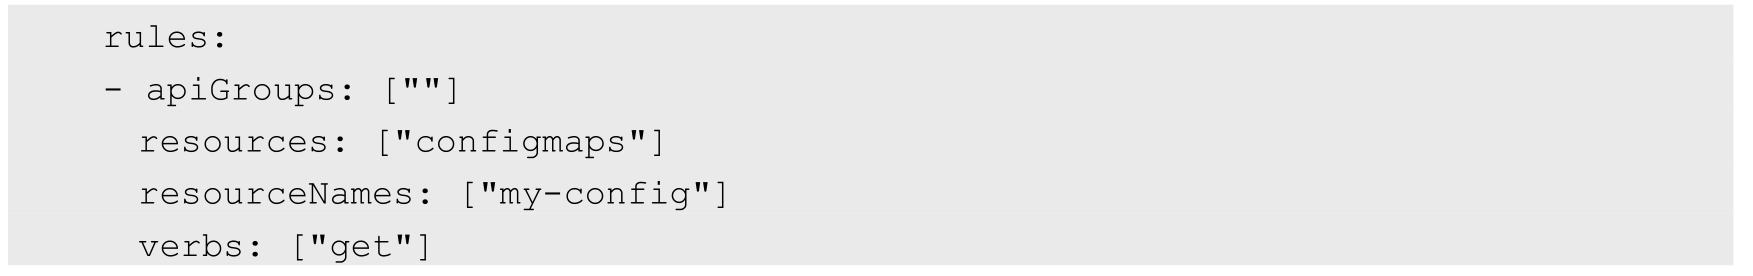 rules:
- apiGroups: [""]
  resources: ["configmaps"]
  resourceNames: ["my-config"]
  verbs: ["get"]